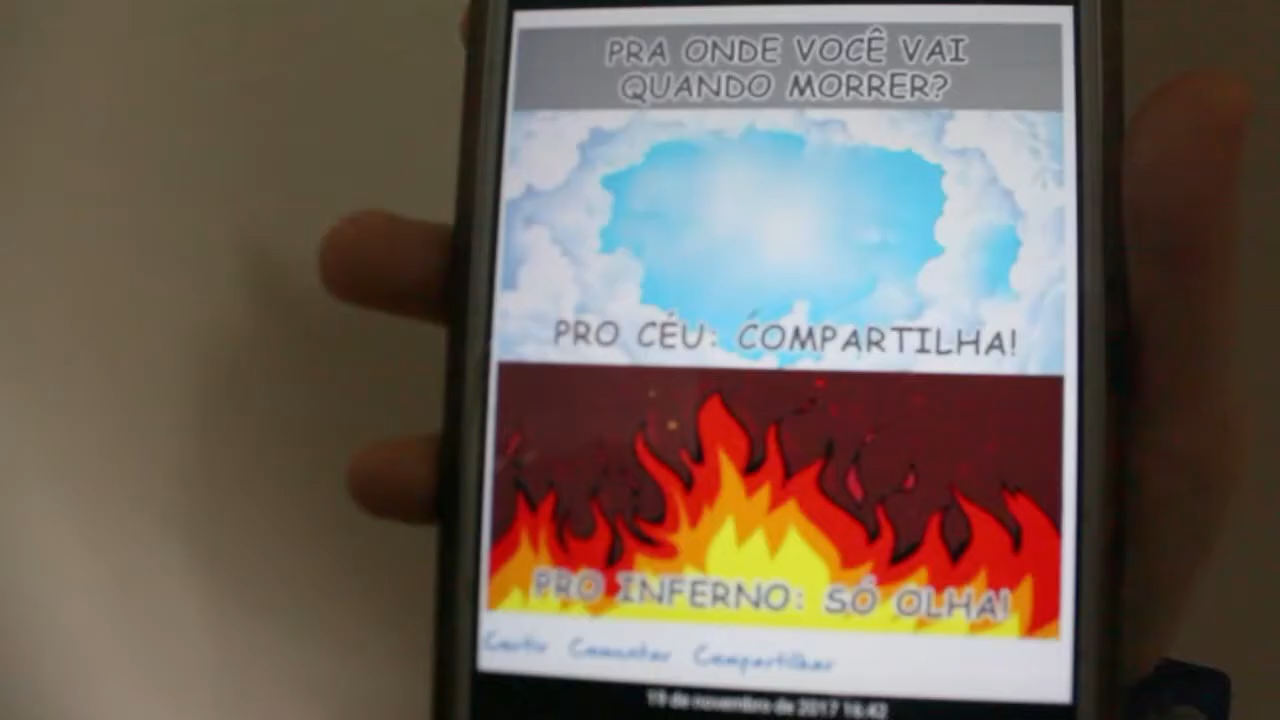 PRA ONDE VOCÊ VAI
QUANDO MORRER?
PRO CÉU: COMPARTILHA!
PRO INFERNO: SÓ OLHA!
Curtir Comentar Compartilhar
19 de novembro de 2017 16:42